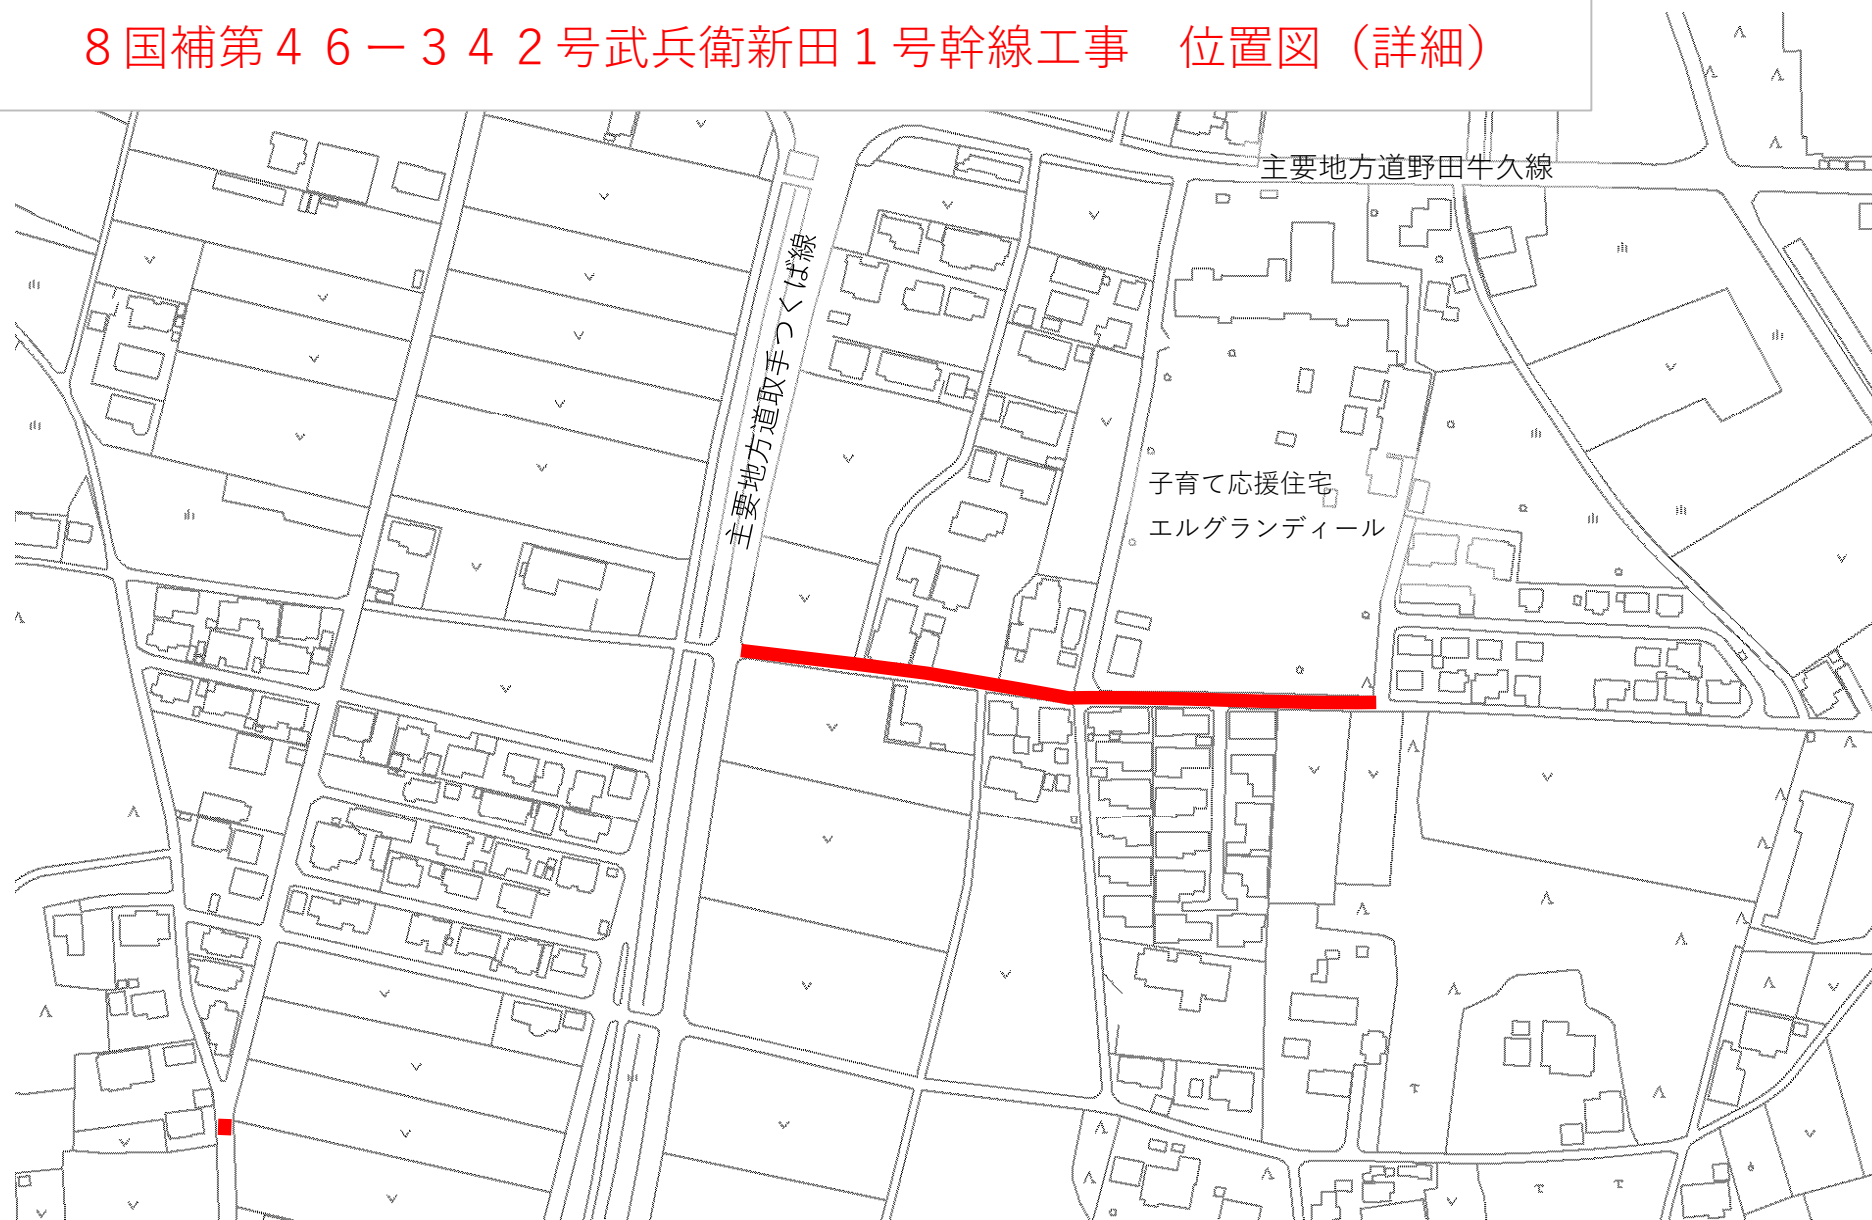 ８国補第４６－３４２号武兵衛新田１号幹線工事　位置図（詳細）
主要地方道野田牛久線
主要地方道取手つくば線
子育て応援住宅
エルグランディール